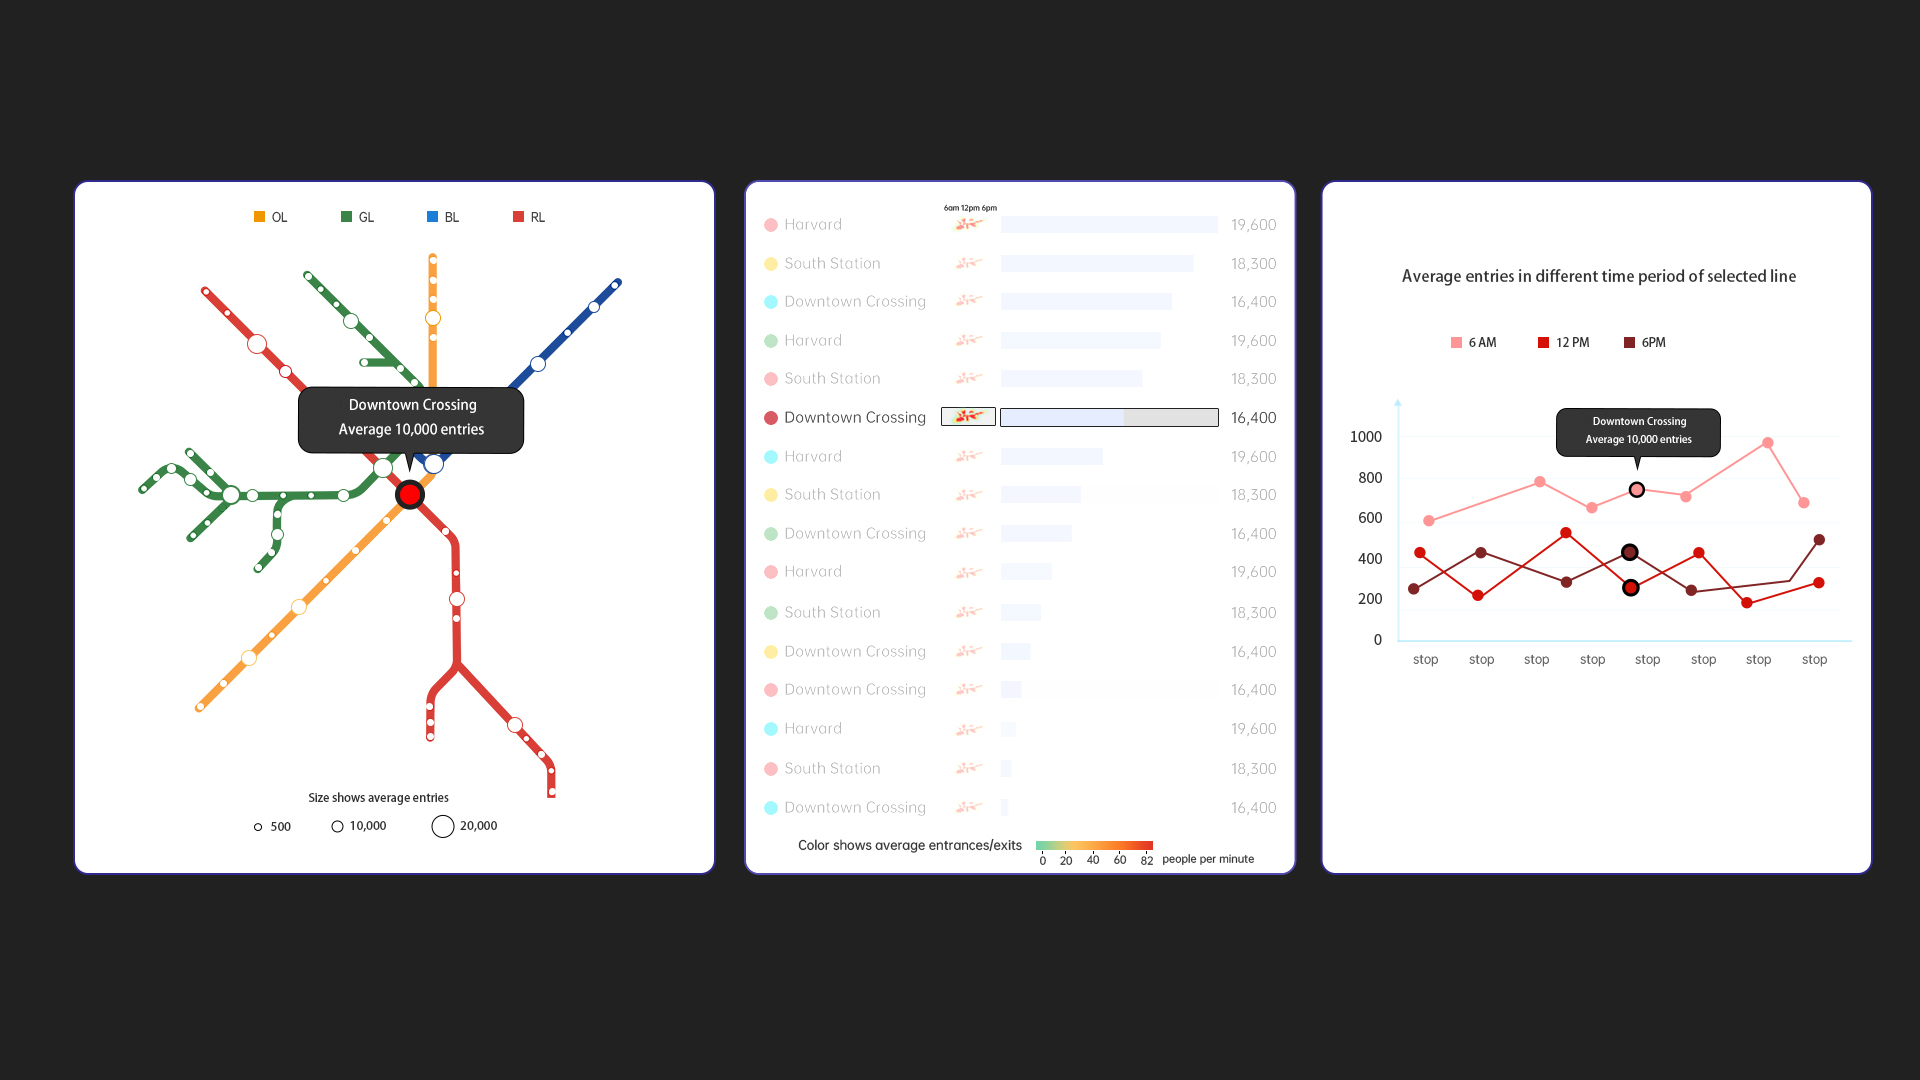 OL GL BL RL
Downtown Crossing
Average 10,000 entries
Size shows average entries
500 10,000 20,000
6am 12pm 6pm
Harvard 19,600
South Station 18,300
Downtown Crossing 16,400
Harvard 19,600
South Station 18,300
Downtown Crossing 16,400
Harvard 19,600
South Station 18,300
Downtown Crossing 16,400
Harvard 19,600
South Station 18,300
Downtown Crossing 16,400
Downtown Crossing 16,400
Harvard 19,600
South Station 18,300
Downtown Crossing 16,400
Color shows average entrances/exits
0 20 40 60 82 people per minute
Average entries in different time period of selected line
6 AM 12 PM 6PM
Downtown Crossing
Average 10,000 entries
1000
800
600
400
200
0
stop stop stop stop stop stop stop stop